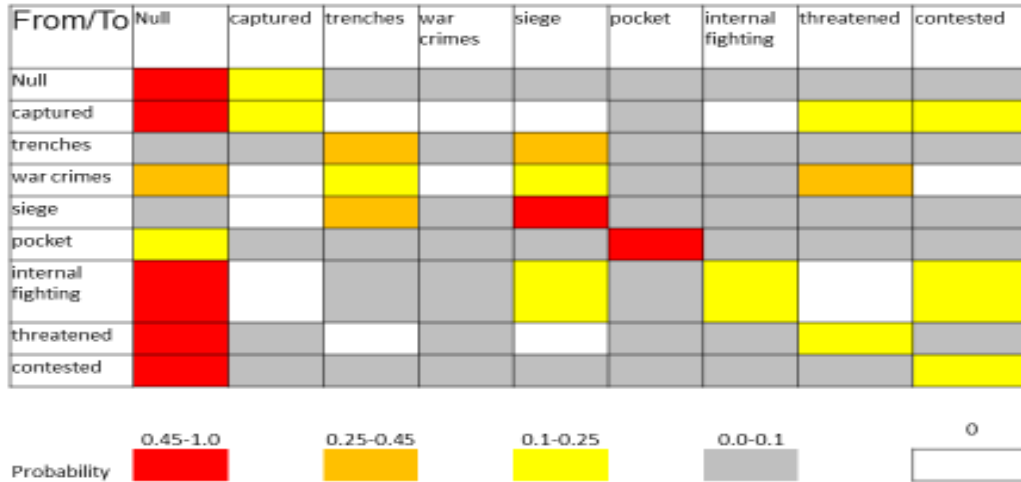 From/To Null captured trenches war crimes siege pocket internal fighting threatened contested
Null
captured
trenches
war crimes
siege
pocket
internal
fighting
threatened
contested
0.45-1.0 0.25-0.45 0.1-0.25 0.0-0.1 0
Probability